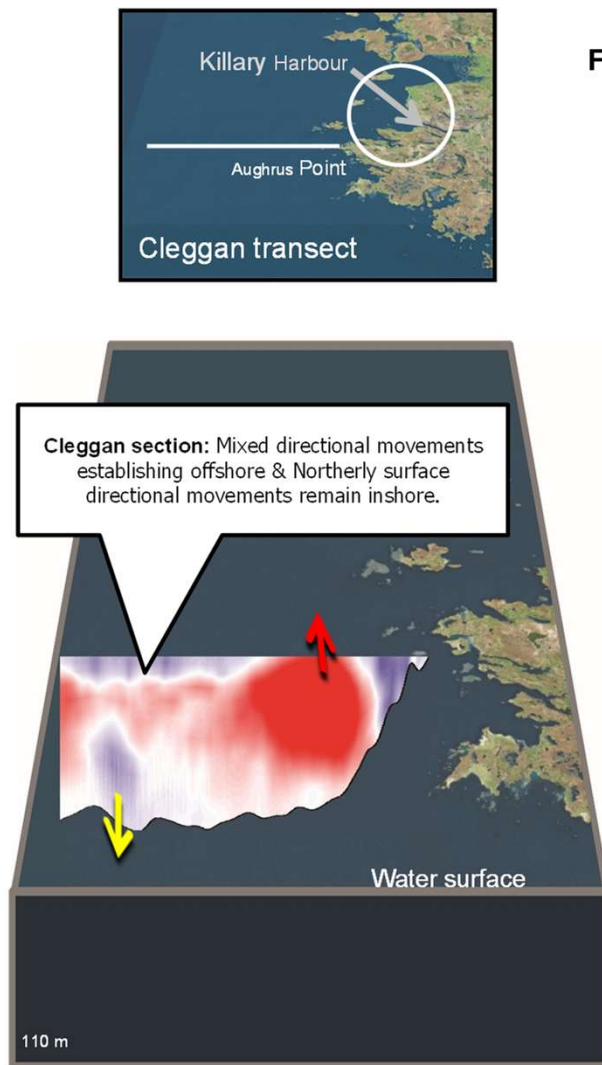 Killary Harbour
F
Aughrus Point
Cleggan transect
Cleggan section: Mixed directional movements
establishing offshore & Northerly surface
directional movements remain inshore.
Water surface
110 m